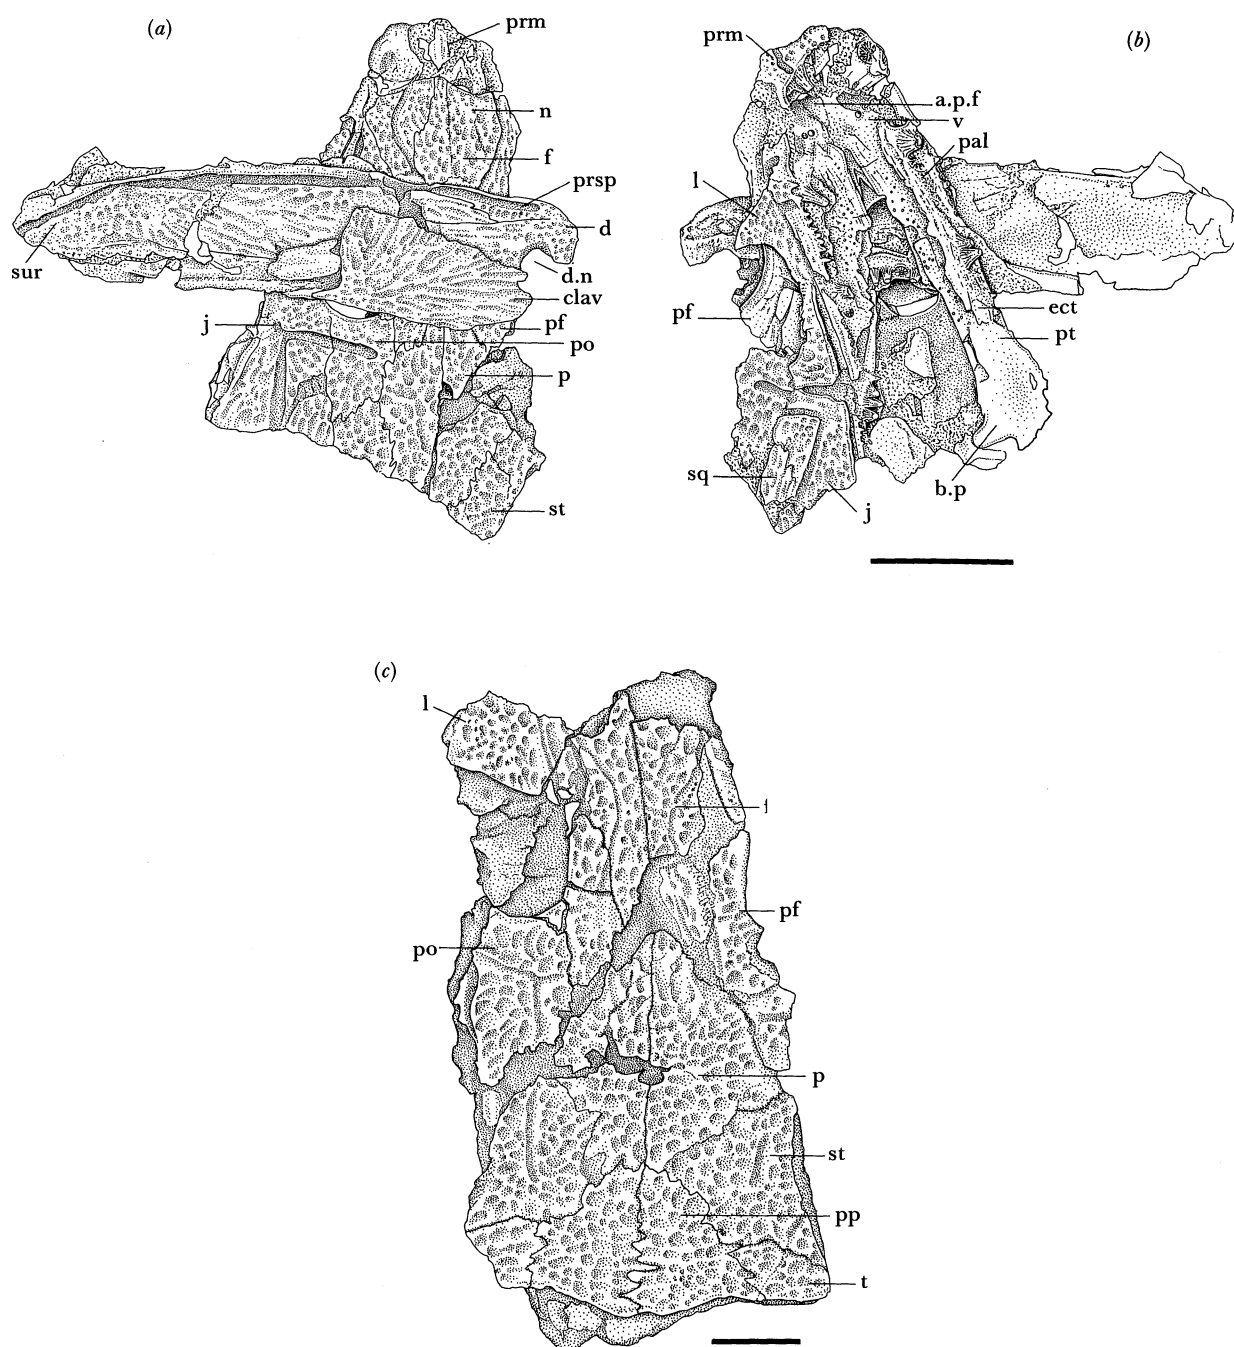 (a)
prm
n
f
prsp
d
sur
d.n
clav
j
pf
po
p
st
(b)
prm
a.p.f
v
pal
l
pf
ect
pt
sq
b.p
j
(c)
l
f
pf
po
p
st
pp
t